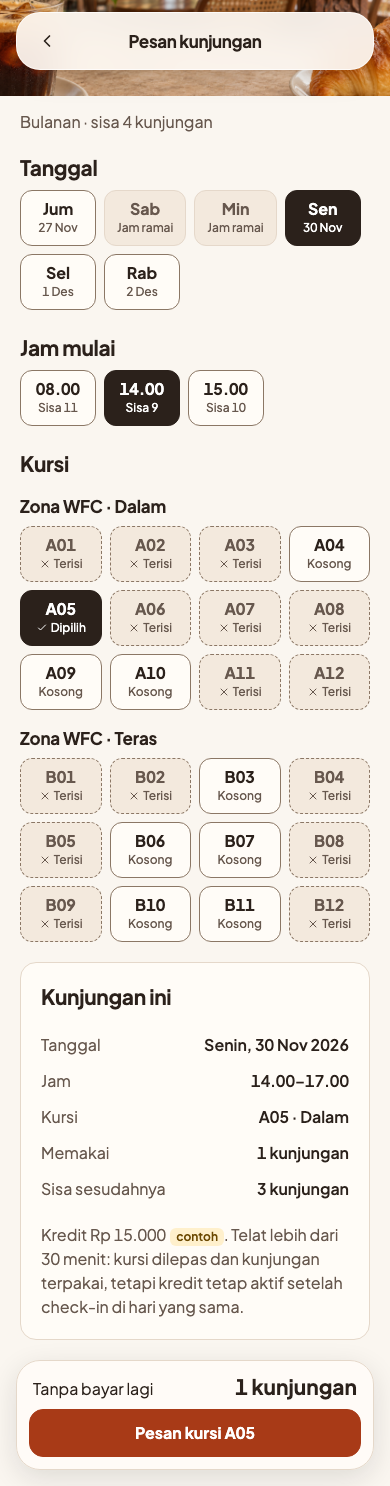 Pesan kunjungan
Bulanan · sisa 4 kunjungan
Tanggal
Jum Sab Min Sen
27 Nov Jam ramai Jam ramai 30 Nov
Sel Rab
1 Des 2 Des
Jam mulai
08.00 14.00 15.00
Sisa 11 Sisa 9 Sisa 10
Kursi
Zona WFC · Dalam
A01 A02 A03 A04
× Terisi × Terisi × Terisi Kosong
A05 A06 A07 A08
✓ Dipilih × Terisi × Terisi × Terisi
A09 A10 A11 A12
Kosong Kosong × Terisi × Terisi
Zona WFC · Teras
B01 B02 B03 B04
× Terisi × Terisi Kosong × Terisi
B05 B06 B07 B08
× Terisi Kosong Kosong × Terisi
B09 B10 B11 B12
× Terisi Kosong Kosong × Terisi
Kunjungan ini
Tanggal Senin, 30 Nov 2026
Jam 14.00–17.00
Kursi A05 · Dalam
Memakai 1 kunjungan
Sisa sesudahnya 3 kunjungan
Kredit Rp 15.000 contoh. Telat lebih dari
30 menit: kursi dilepas dan kunjungan
terpakai, tetapi kredit tetap aktif setelah
check-in di hari yang sama.
Tanpa bayar lagi 1 kunjungan
Pesan kursi A05